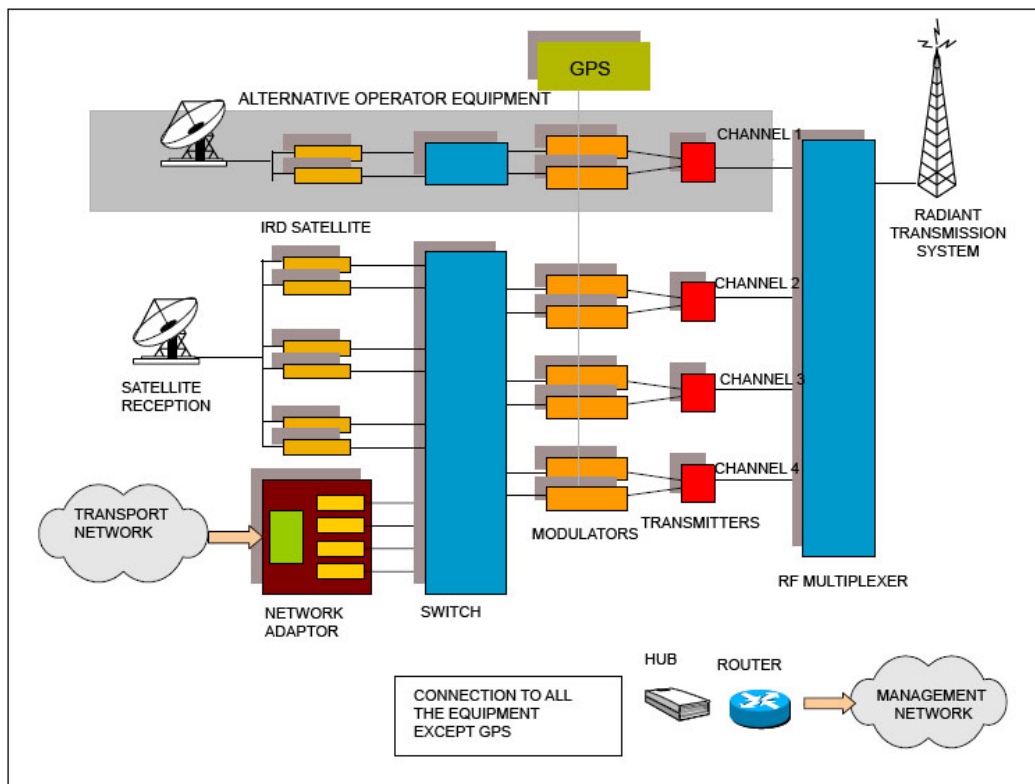 GPS
ALTERNATIVE OPERATOR EQUIPMENT
CHANNEL 1
IRD SATELLITE
RADIANT
TRANSMISSION
SYSTEM
CHANNEL 2
SATELLITE
RECEPTION
CHANNEL 3
CHANNEL 4
TRANSPORT
NETWORK
MODULATORS
TRANSMITTERS
RF MULTIPLEXER
NETWORK
ADAPTOR
SWITCH
HUB
ROUTER
CONNECTION TO ALL
THE EQUIPMENT
EXCEPT GPS
MANAGEMENT
NETWORK